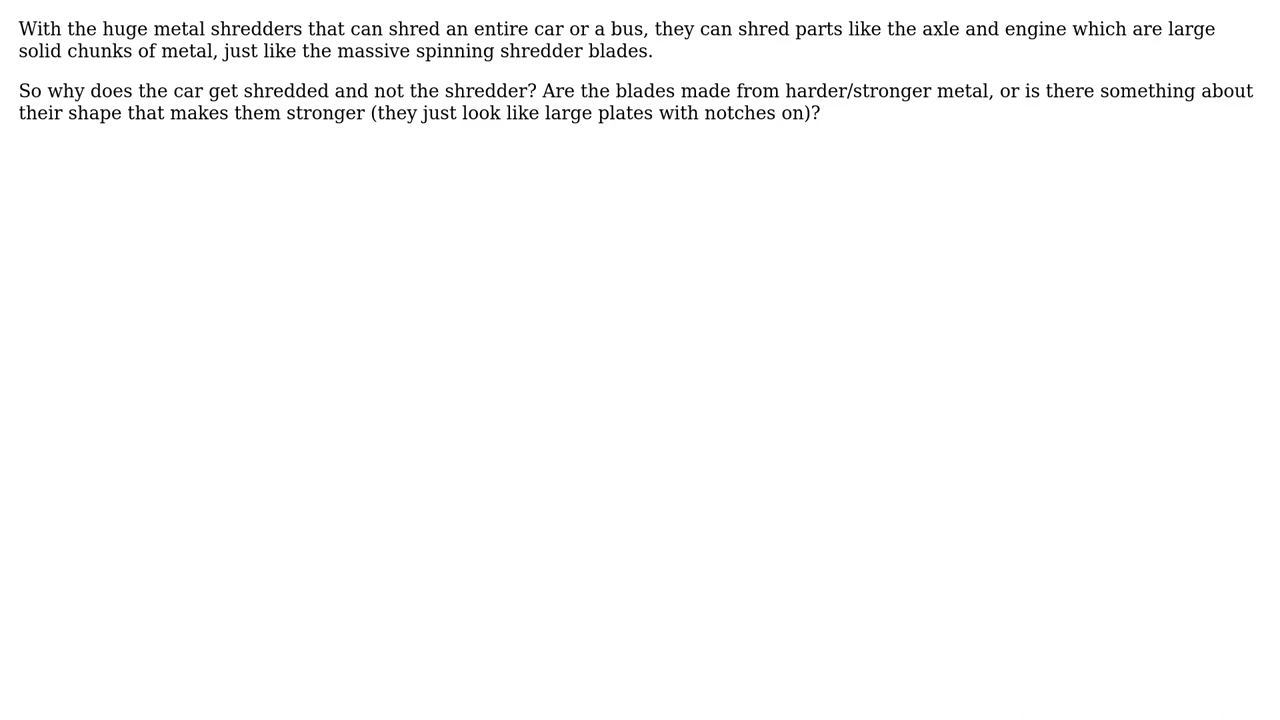 With the huge metal shredders that can shred an entire car or a bus, they can shred parts like the axle and engine which are large
solid chunks of metal, just like the massive spinning shredder blades.
So why does the car get shredded and not the shredder? Are the blades made from harder/stronger metal, or is there something about
their shape that makes them stronger (they just look like large plates with notches on)?